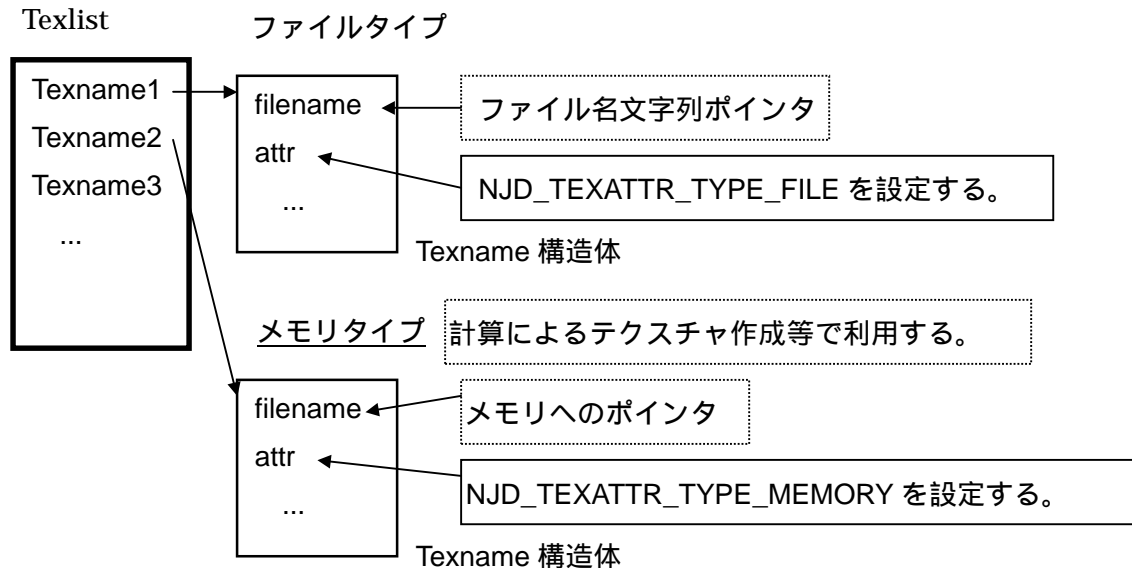 Texlist
ファイルタイプ
Texname1
Texname2
Texname3
...
filename
attr
...
ファイル名文字列ポインタ
NJD_TEXATTR_TYPE_FILE を設定する。
Texname 構造体
メモリタイプ
計算によるテクスチャ作成等で利用する。
filename
attr
...
メモリへのポインタ
NJD_TEXATTR_TYPE_MEMORY を設定する。
Texname 構造体